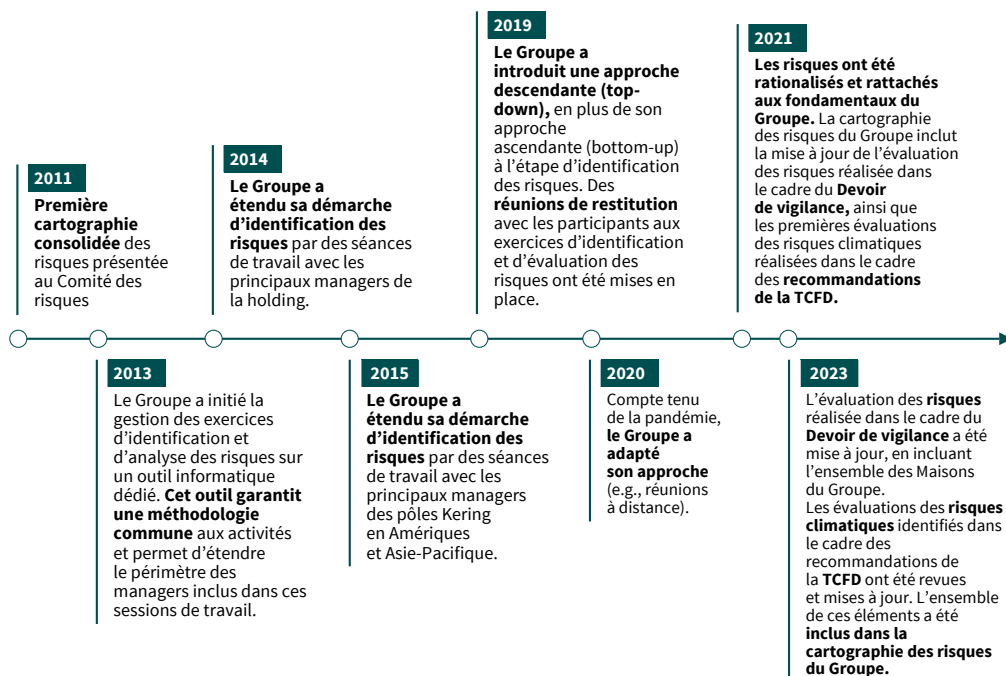 2011
Première
cartographie
consolidée des
risques présentée
au Comité des
risques
2013
Le Groupe a initié la
gestion des exercices
d'identification et
d'analyse des risques sur
un outil informatique
dédié. Cet outil garantit
une méthodologie
commune aux activités
et permet d'étendre
le périmètre des
managers inclus dans ces
sessions de travail.
2014
Le Groupe a
étendu sa démarche
d'identification des
risques par des séances
de travail avec les
principaux managers de
la holding.
2015
Le Groupe a
étendu sa démarche
d'identification des
risques par des séances
de travail avec les
principaux managers
des pôles Kering
en Amériques
et Asie-Pacifique.
2019
Le Groupe a
introduit une approche
descendante (top-
down), en plus de son
approche
ascendante (bottom-up)
à l'étape d'identification
des risques. Des
réunions de restitution
avec les participants aux
exercices d'identification
et d'évaluation des
risques ont été mises en
place.
2020
Compte tenu
de la pandémie,
le Groupe a
adapté
son approche
(e.g., réunions
à distance).
2021
Les risques ont été
rationalisés et rattachés
aux fondamentaux du
Groupe. La cartographie
des risques du Groupe inclut
la mise à jour de l'évaluation
des risques réalisée dans
le cadre du Devoir
de vigilance, ainsi que
les premières évaluations
des risques climatiques
réalisées dans le cadre
des recommandations
de la TCFD.
2023
L'évaluation des risques
réalisée dans le cadre du
Devoir de vigilance a été
mise à jour, en incluant
l'ensemble des Maisons
du Groupe.
Les évaluations des risques
climatiques identifiés dans
le cadre des
recommandations de
la TCFD ont été revues
et mises à jour. L'ensemble
de ces éléments a été
inclus dans la
cartographie des risques
du Groupe.